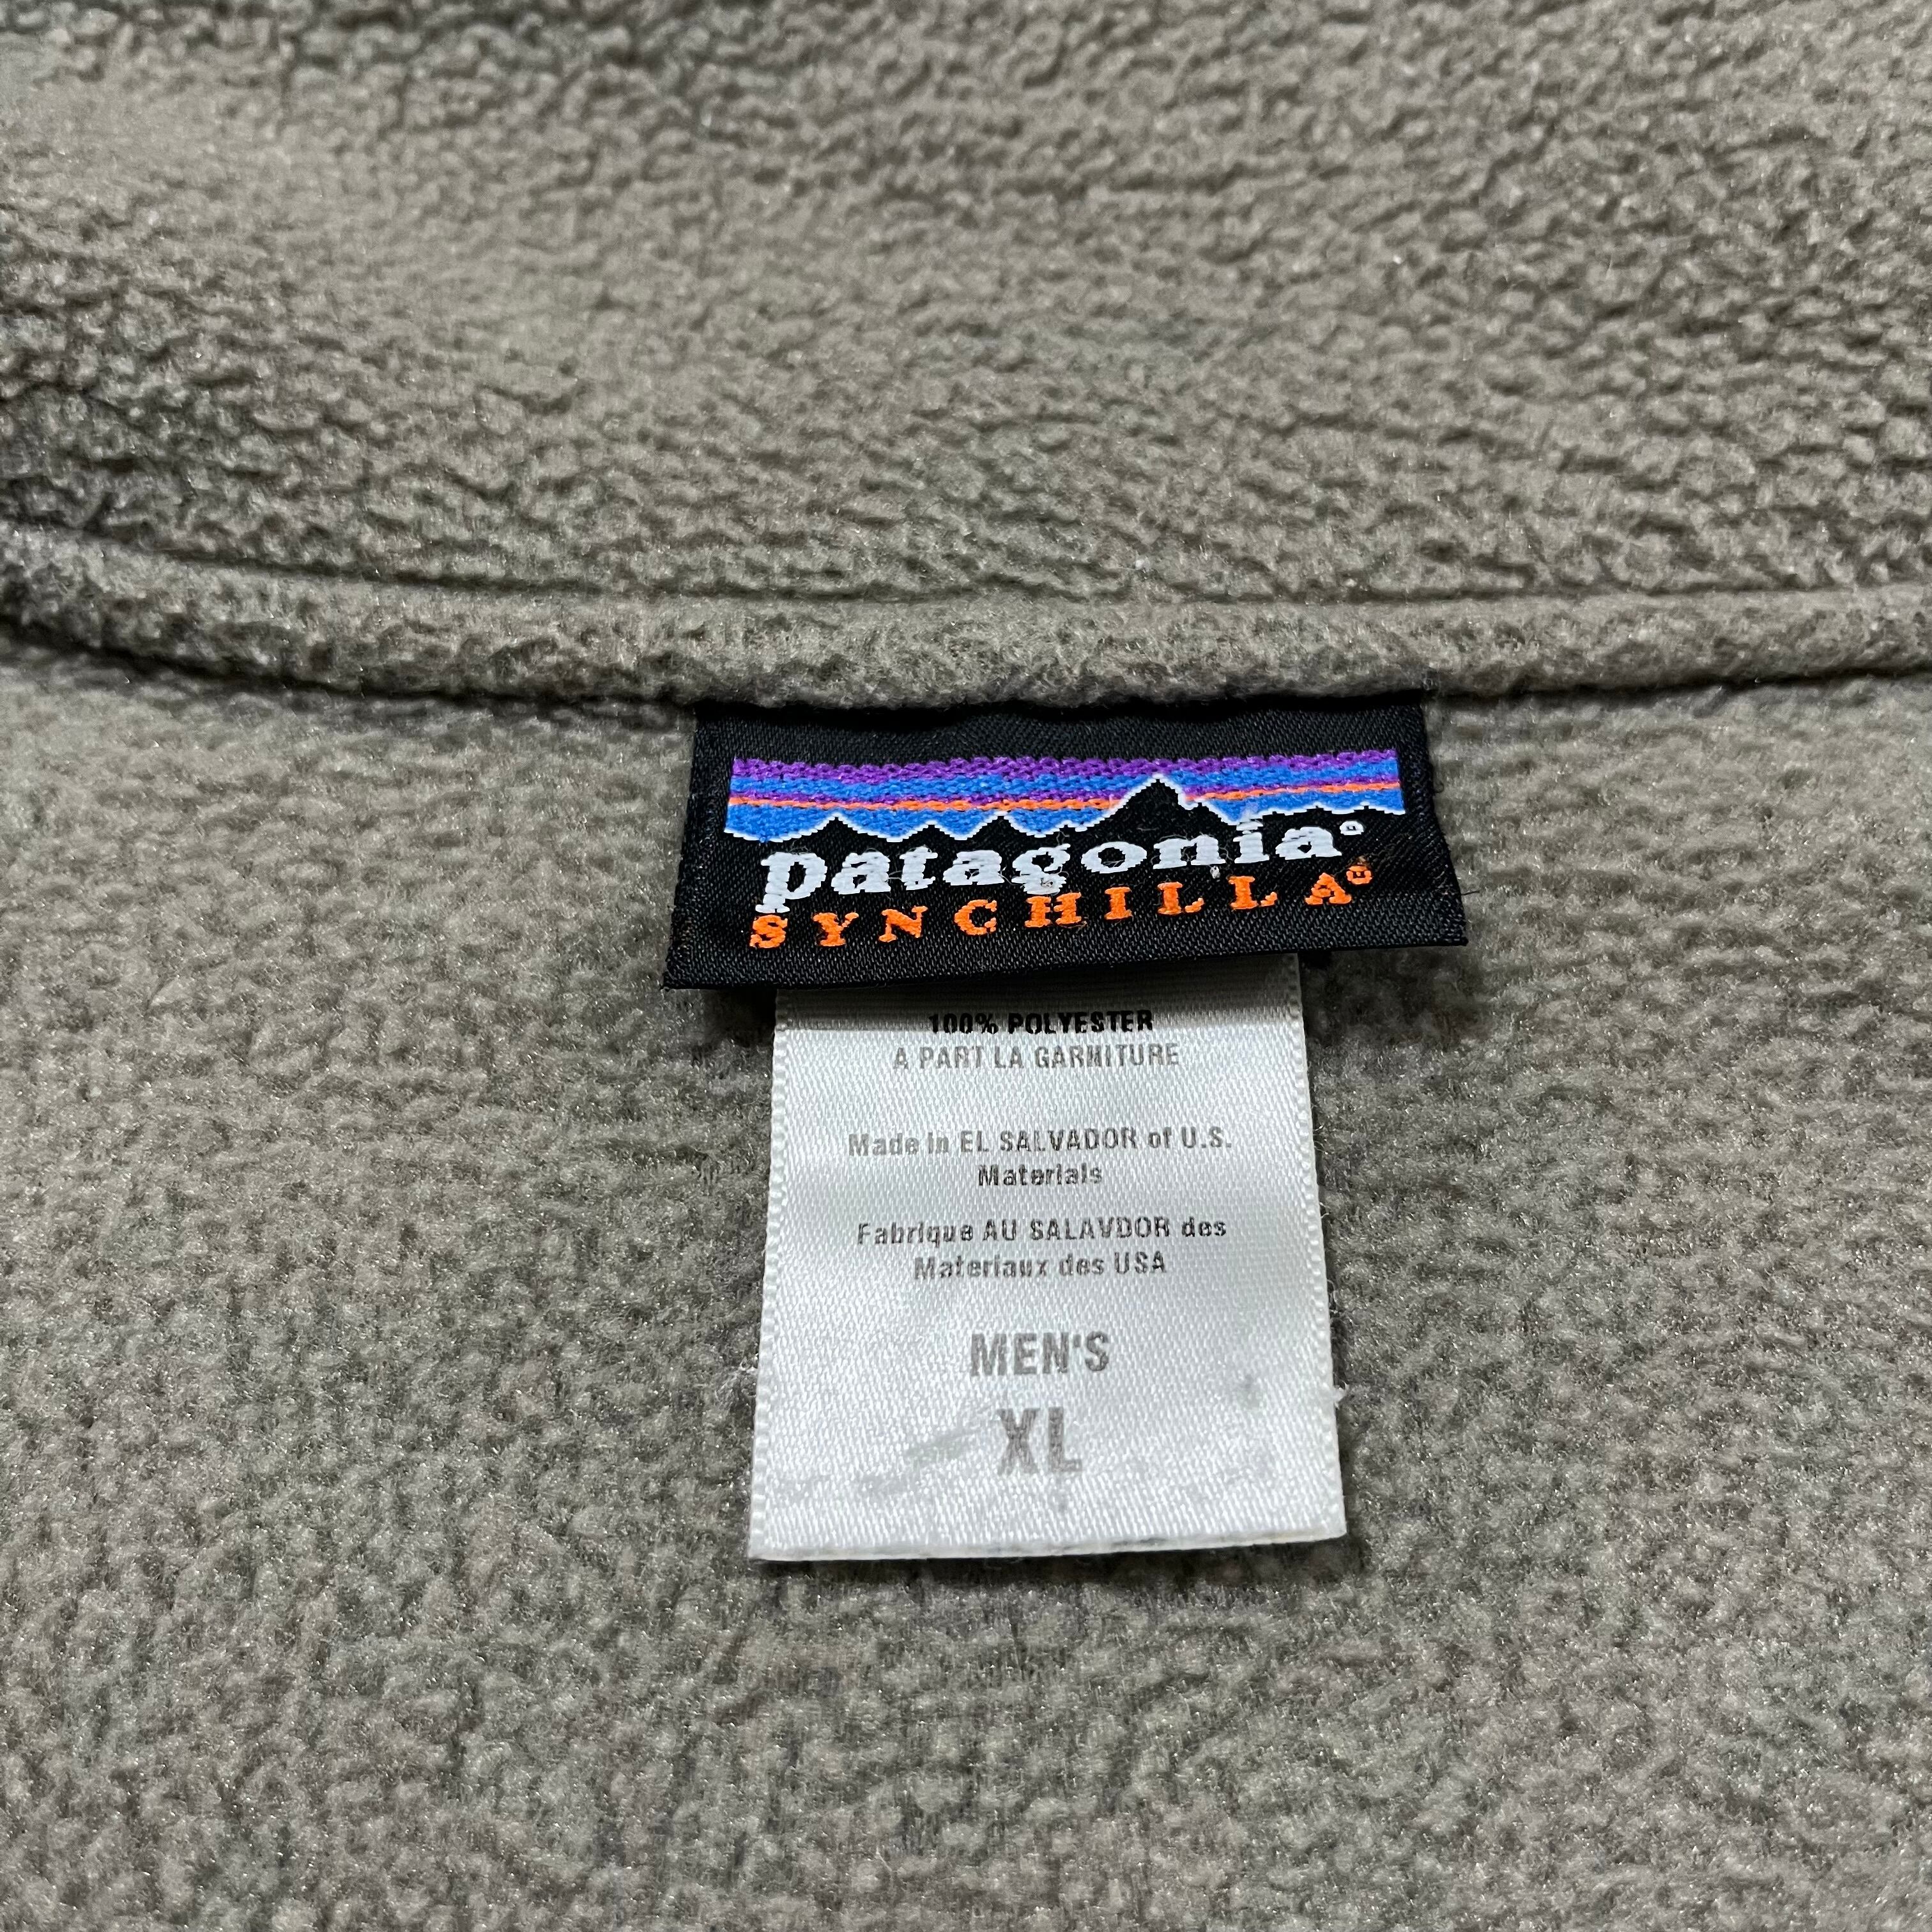 patagonia®
SYNCHILLA®
100% POLYESTER
A PART LA GARNITURE
Made in EL SALVADOR of U.S.
Materials
Fabrique AU SALAVDOR des
Materiaux des USA
MEN'S
XL